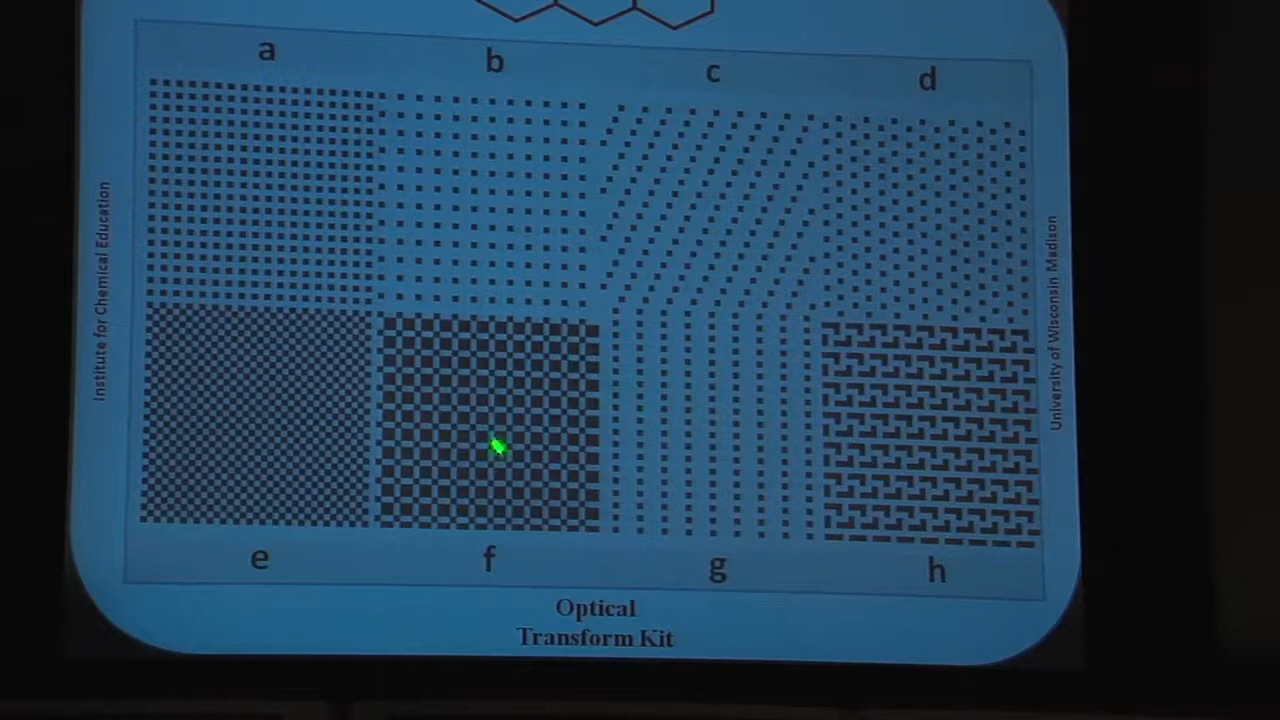 a
b
c
d
Institute for Chemical Education
University of Wisconsin Madison
e
f
g
h
Optical
Transform Kit